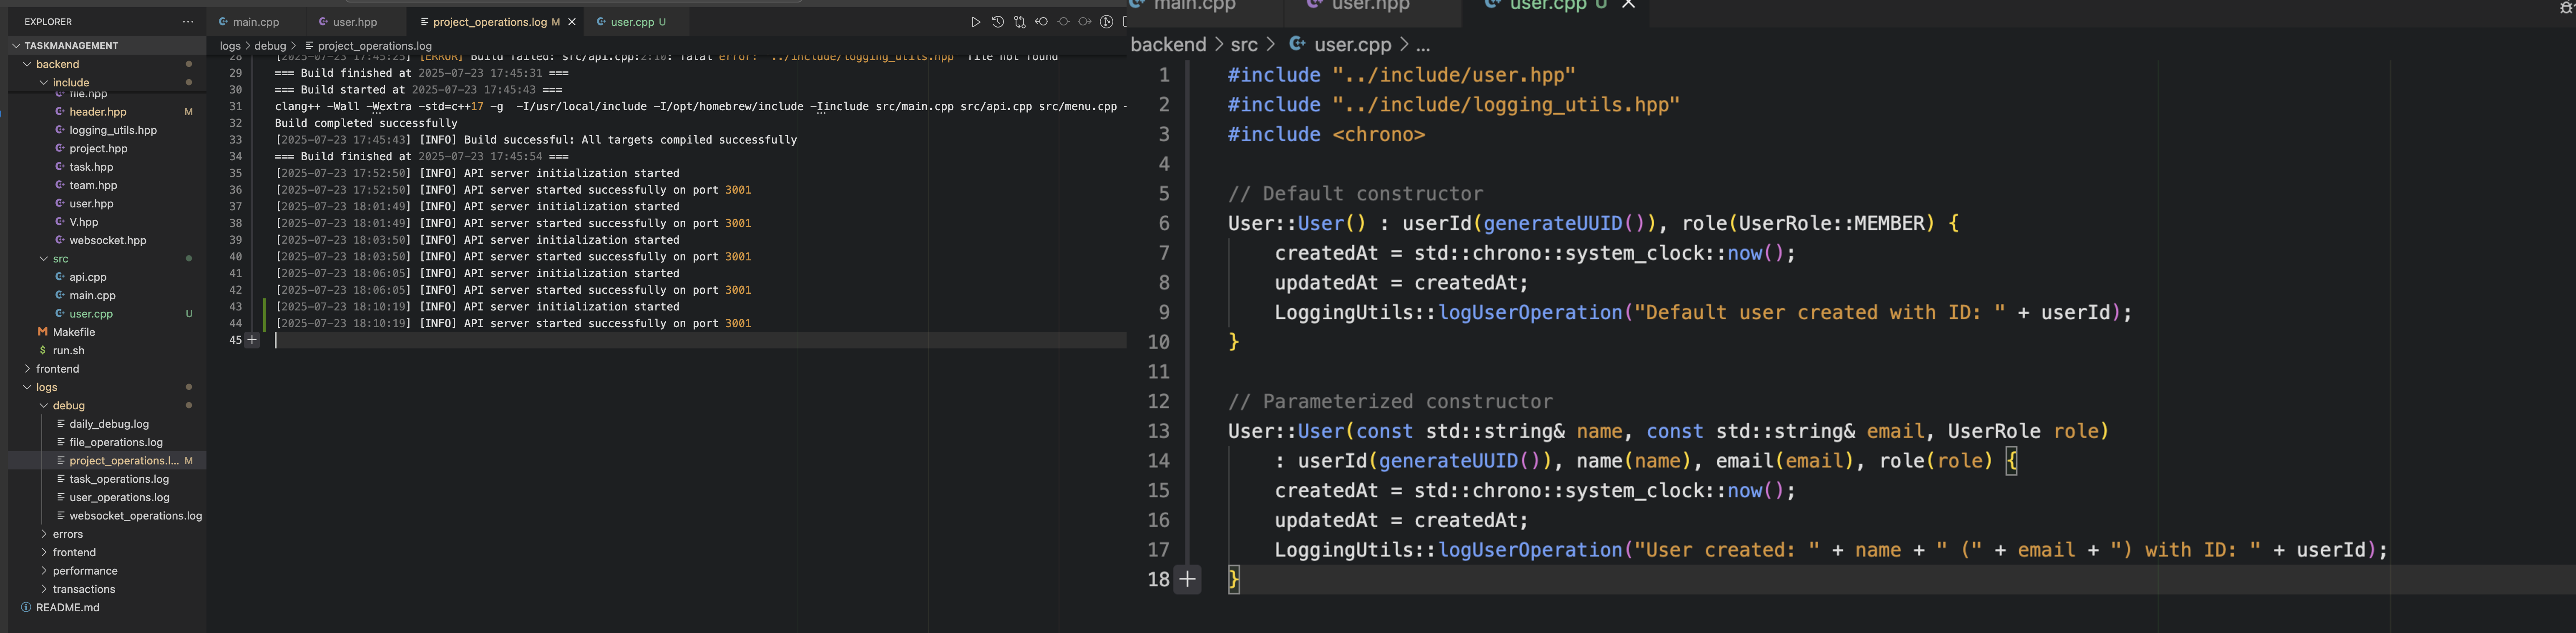 EXPLORER
TASKMANAGEMENT
backend
include
file.hpp
header.hpp M
logging_utils.hpp
project.hpp
task.hpp
team.hpp
user.hpp
V.hpp
websocket.hpp
src
api.cpp
main.cpp
user.cpp U
Makefile
$ run.sh
frontend
logs
debug
daily_debug.log
file_operations.log
project_operations.l... M
task_operations.log
user_operations.log
websocket_operations.log
errors
frontend
performance
transactions
README.md
main.cpp
user.hpp
project_operations.log M
user.cpp U
logs > debug > project_operations.log
28 [2025-07-23 17:45:25] [ERROR] Build failed: src/api.cpp:2:10: fatal error: '../include/logging_utils.hpp' file not found
29 === Build finished at 2025-07-23 17:45:31 ===
30 === Build started at 2025-07-23 17:45:43 ===
31 clang++ -Wall -Wextra -std=c++17 -g -I/usr/local/include -I/opt/homebrew/include -Iinclude src/main.cpp src/api.cpp src/menu.cpp -
32 Build completed successfully
33 [2025-07-23 17:45:43] [INFO] Build successful: All targets compiled successfully
34 === Build finished at 2025-07-23 17:45:54 ===
35 [2025-07-23 17:52:50] [INFO] API server initialization started
36 [2025-07-23 17:52:50] [INFO] API server started successfully on port 3001
37 [2025-07-23 18:01:49] [INFO] API server initialization started
38 [2025-07-23 18:01:49] [INFO] API server started successfully on port 3001
39 [2025-07-23 18:03:50] [INFO] API server initialization started
40 [2025-07-23 18:03:50] [INFO] API server started successfully on port 3001
41 [2025-07-23 18:06:05] [INFO] API server initialization started
42 [2025-07-23 18:06:05] [INFO] API server started successfully on port 3001
43 [2025-07-23 18:10:19] [INFO] API server initialization started
44 [2025-07-23 18:10:19] [INFO] API server started successfully on port 3001
45
main.cpp
user.hpp
user.cpp U
backend > src > user.cpp > ...
1 #include "../include/user.hpp"
2 #include "../include/logging_utils.hpp"
3 #include <chrono>
4
5 // Default constructor
6 User::User() : userId(generateUUID()), role(UserRole::MEMBER) {
7 createdAt = std::chrono::system_clock::now();
8 updatedAt = createdAt;
9 LoggingUtils::logUserOperation("Default user created with ID: " + userId);
10 }
11
12 // Parameterized constructor
13 User::User(const std::string& name, const std::string& email, UserRole role)
14 : userId(generateUUID()), name(name), email(email), role(role) {
15 createdAt = std::chrono::system_clock::now();
16 updatedAt = createdAt;
17 LoggingUtils::logUserOperation("User created: " + name + " (" + email + ") with ID: " + userId);
18 }